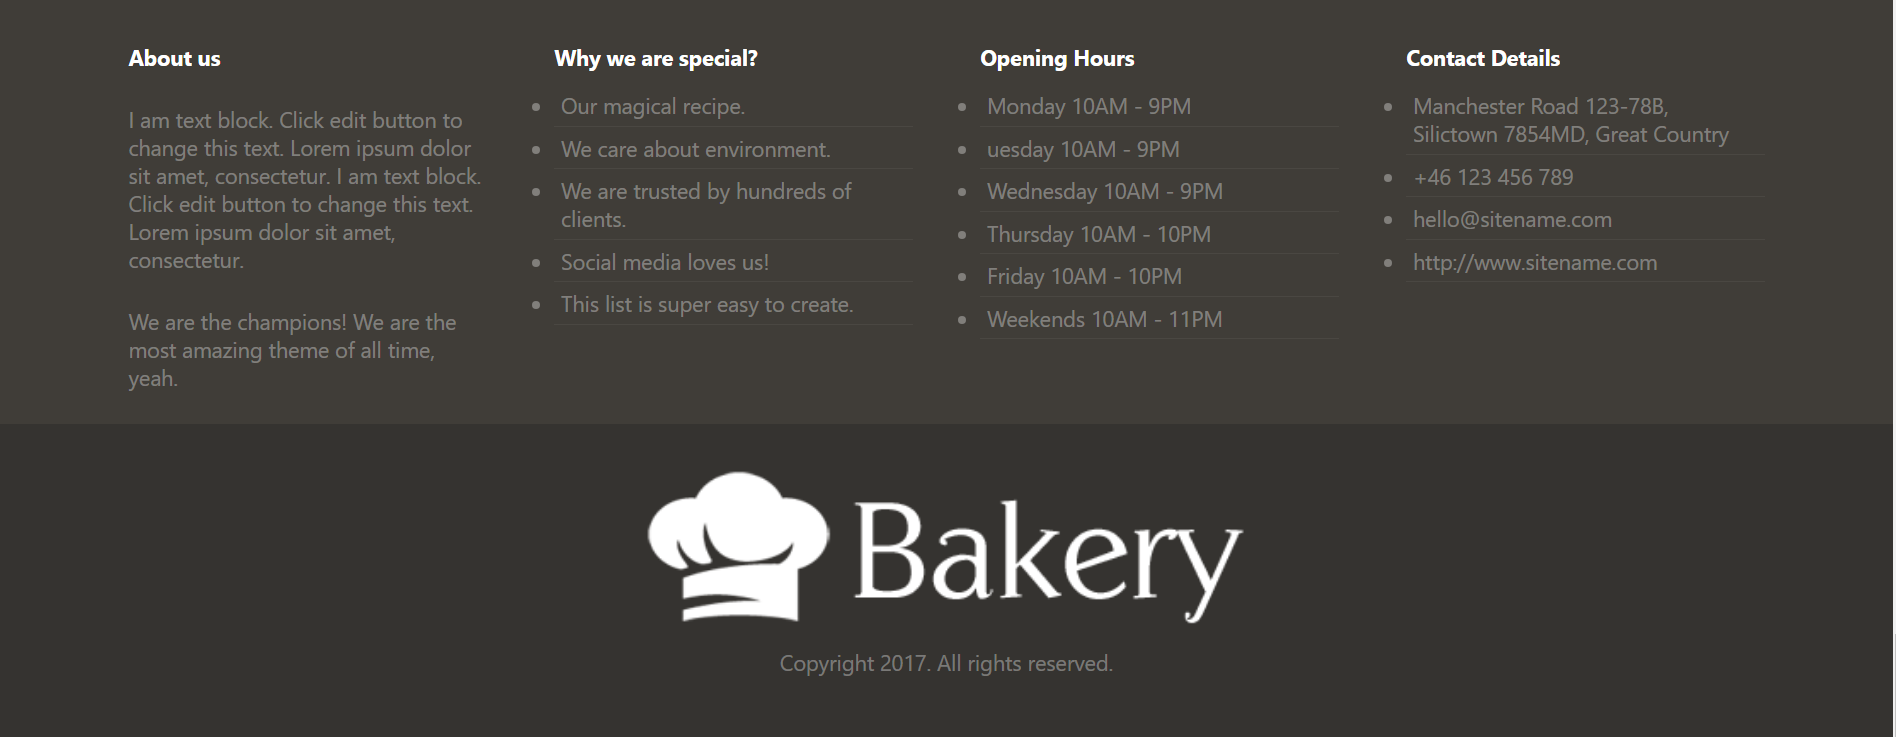 About us
I am text block. Click edit button to
change this text. Lorem ipsum dolor
sit amet, consectetur. I am text block.
Click edit button to change this text.
Lorem ipsum dolor sit amet,
consectetur.
We are the champions! We are the
most amazing theme of all time,
yeah.
Why we are special?
Our magical recipe.
We care about environment.
We are trusted by hundreds of
clients.
Social media loves us!
This list is super easy to create.
Opening Hours
Monday 10AM - 9PM
uesday 10AM - 9PM
Wednesday 10AM - 9PM
Thursday 10AM - 10PM
Friday 10AM - 10PM
Weekends 10AM - 11PM
Contact Details
Manchester Road 123-78B,
Silictown 7854MD, Great Country
+46 123 456 789
hello@sitename.com
http://www.sitename.com
Bakery
Copyright 2017. All rights reserved.